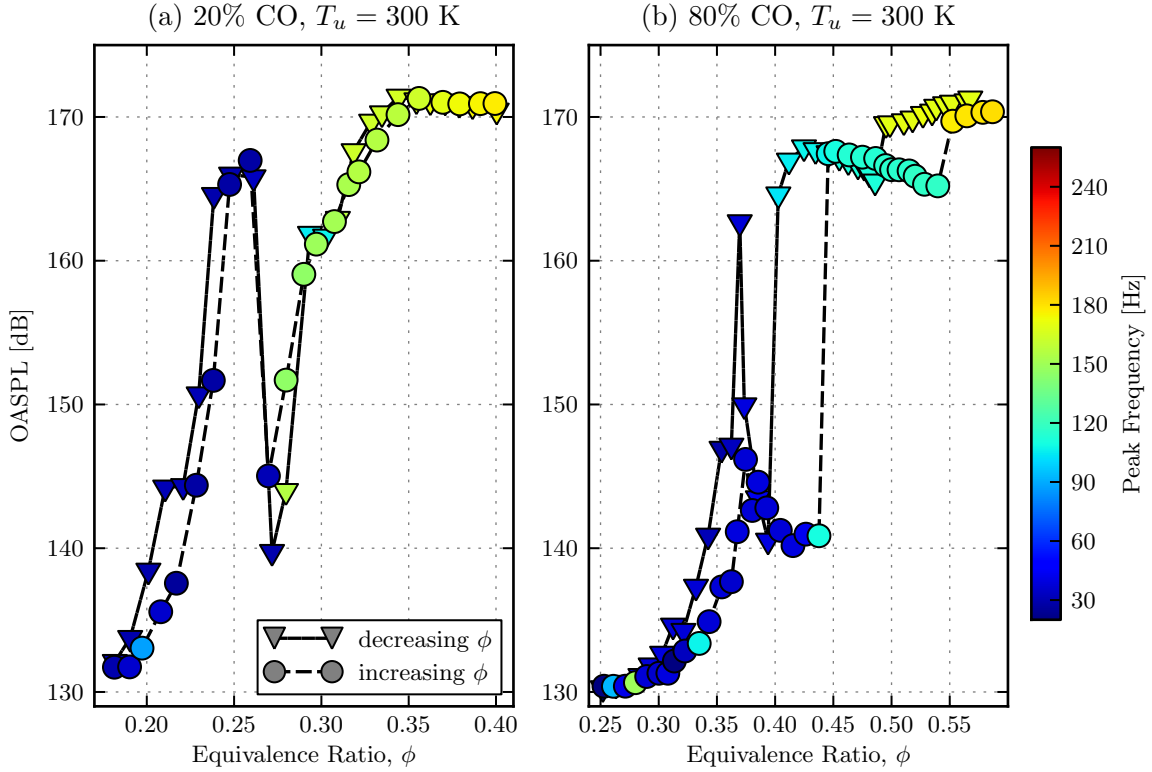 (a) 20% CO, T_u = 300 K
(b) 80% CO, T_u = 300 K
OASPL [dB]
170
160
150
140
130
0.20 0.25 0.30 0.35 0.40
Equivalence Ratio, ϕ
decreasing ϕ
increasing ϕ
170
160
150
140
130
0.25 0.30 0.35 0.40 0.45 0.50 0.55
Equivalence Ratio, ϕ
240
210
180
150
120
90
60
30
Peak Frequency [Hz]